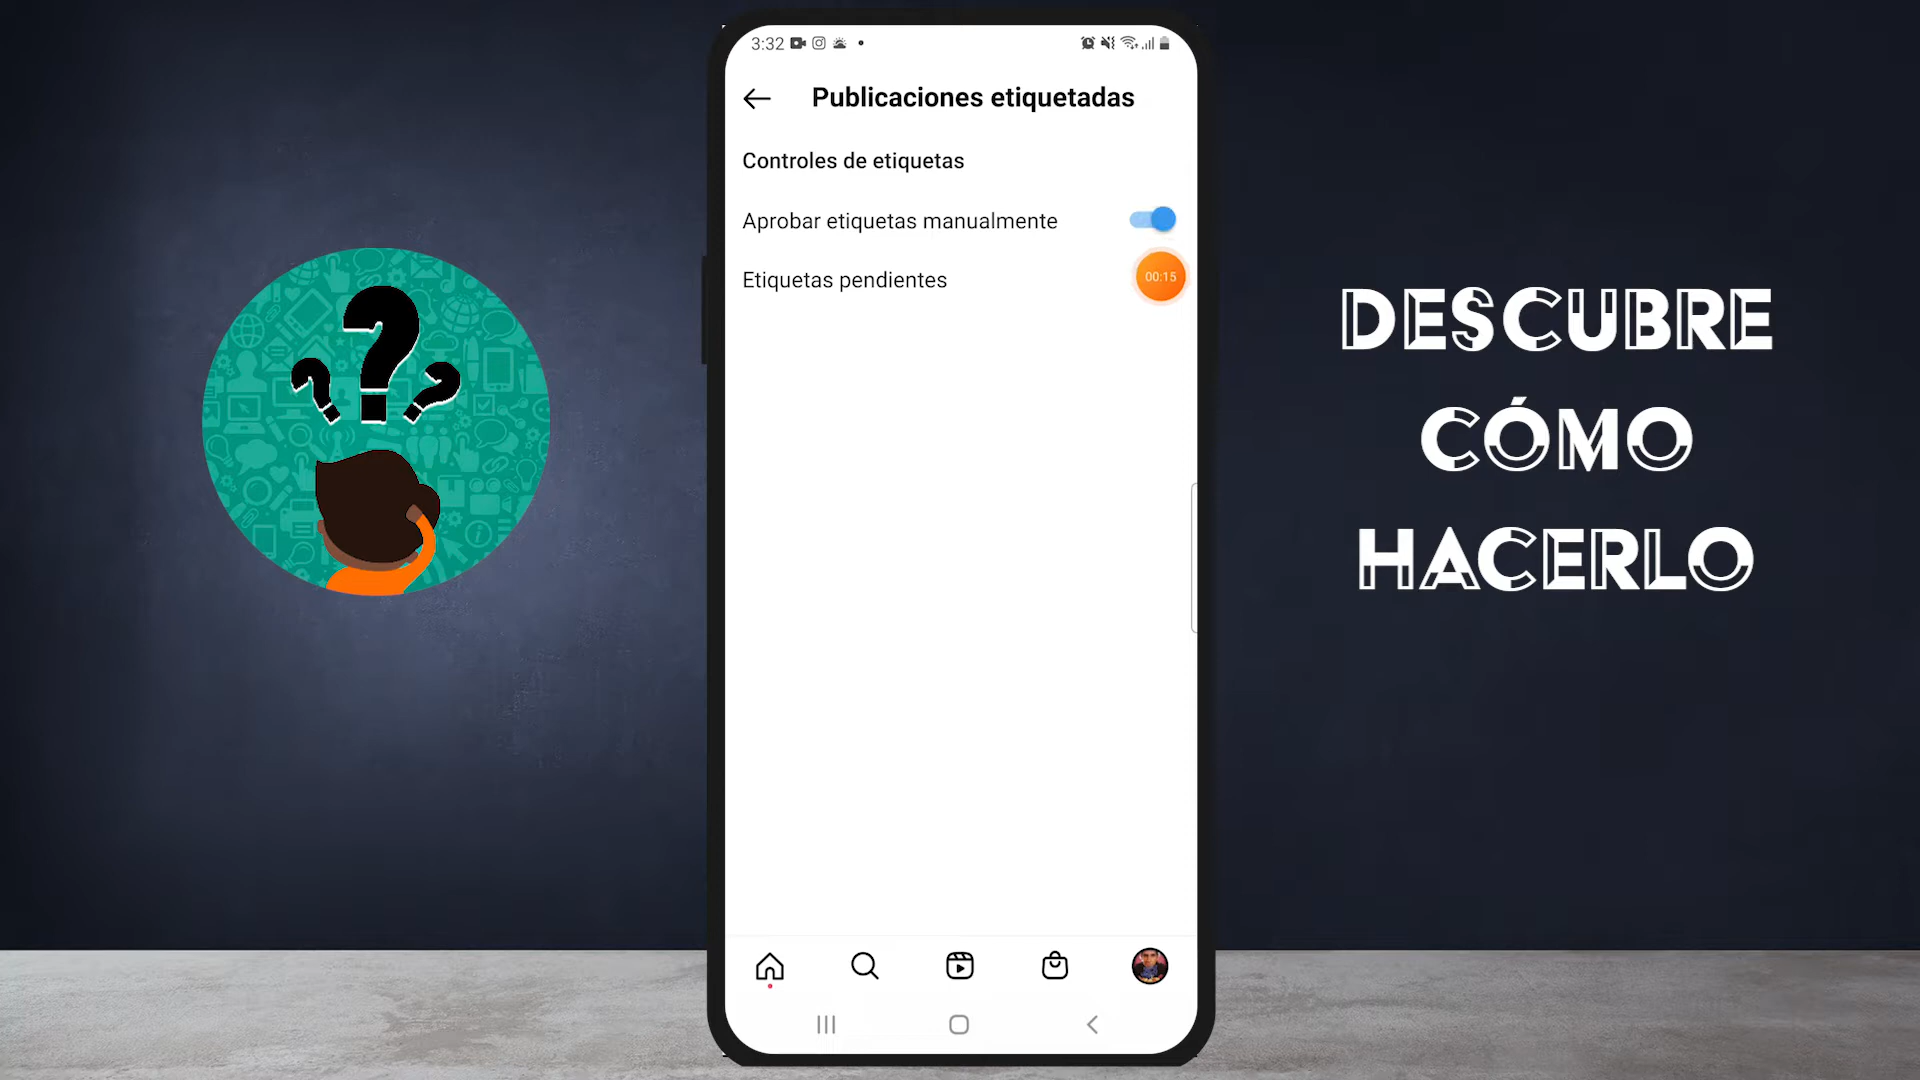 3:32
Publicaciones etiquetadas
Controles de etiquetas
Aprobar etiquetas manualmente
Etiquetas pendientes
00:15
DESCUBRE
CÓMO
HACERLO